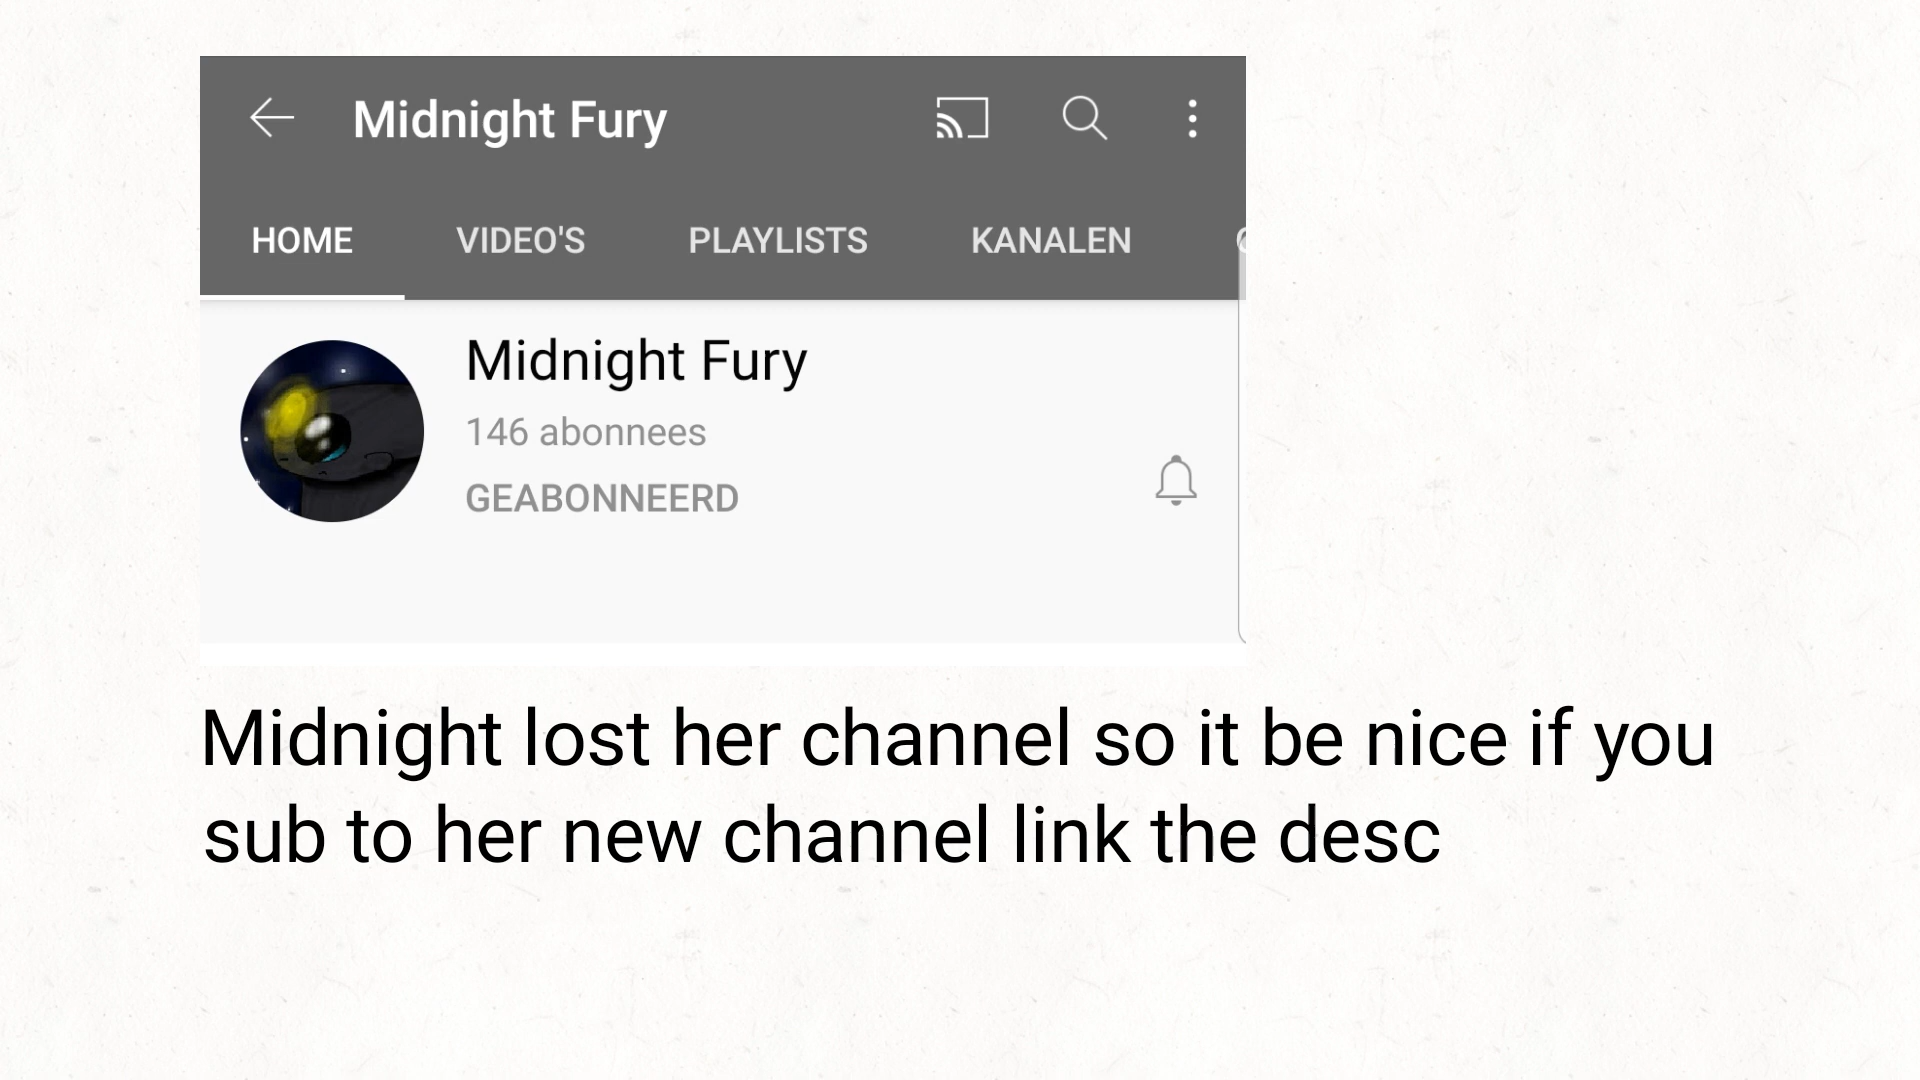 Midnight Fury
HOME VIDEO'S PLAYLISTS KANALEN
Midnight Fury
146 abonnees
GEABONNEERD
Midnight lost her channel so it be nice if you
sub to her new channel link the desc